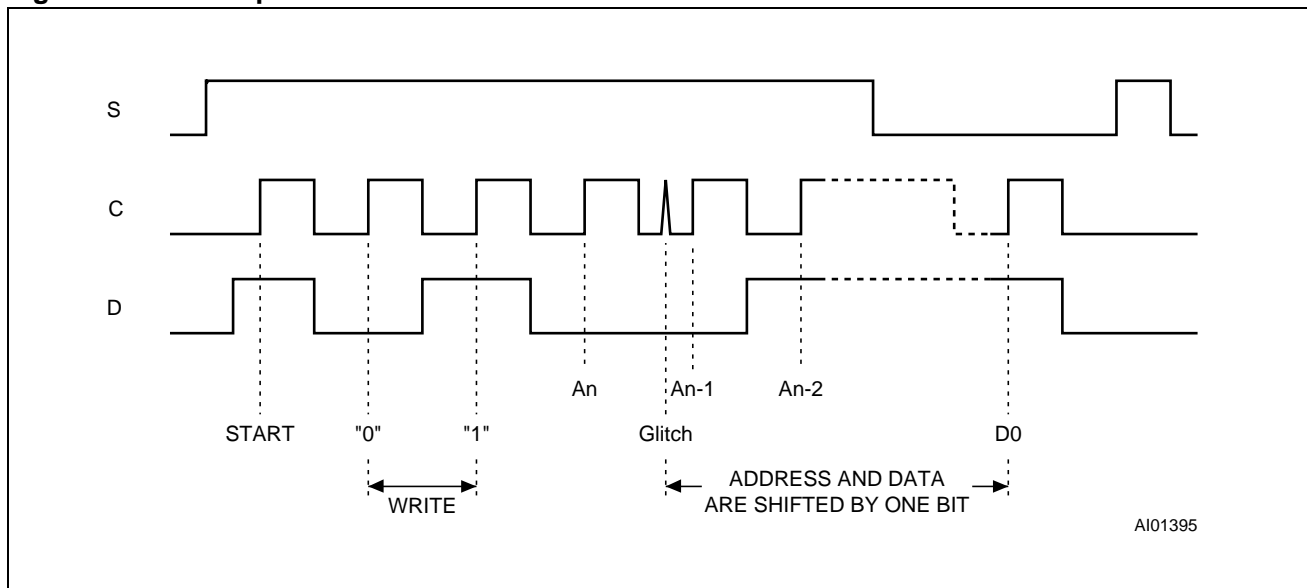 S
C
D
An
An-1
An-2
START
"0"
"1"
Glitch
D0
WRITE
ADDRESS AND DATA
ARE SHIFTED BY ONE BIT
AI01395